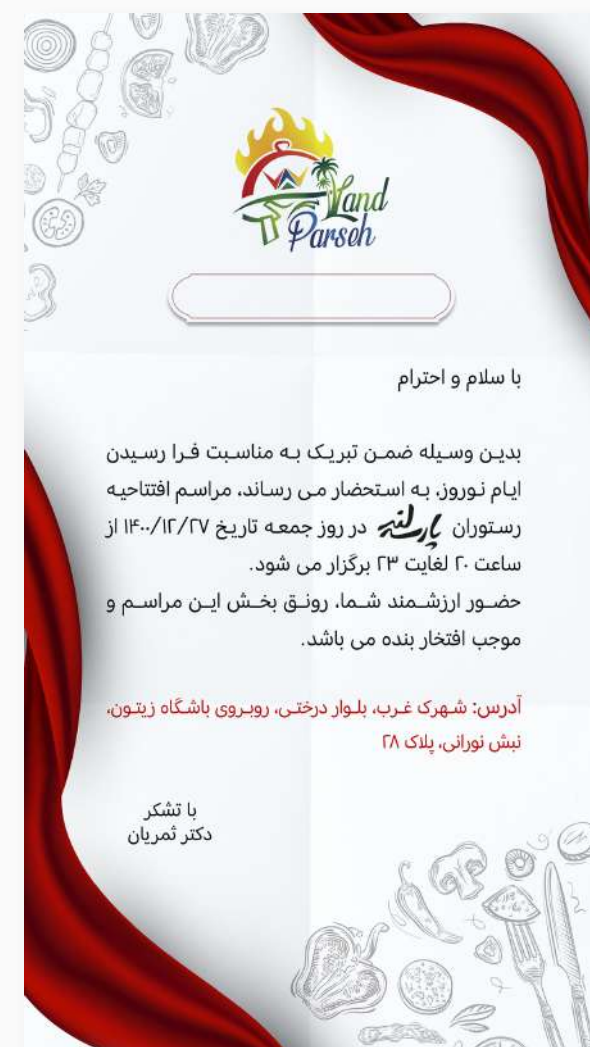 Land
Parseh
با سلام و احترام
بدین وسیله ضمن تبریک به مناسبت فرا رسیدن
ایام نوروز، به استحضار می رساند، مراسم افتتاحیه
رستوران پارسه لند در روز جمعه تاریخ ۱۴۰۰/۱۲/۲۷ از
ساعت ۲۰ لغایت ۲۳ برگزار می شود.
حضور ارزشمند شما، رونق بخش این مراسم و
موجب افتخار بنده می باشد.
آدرس: شهرک غرب، بلوار درختی، روبروی باشگاه زیتون،
نبش نورانی، پلاک ۲۸
با تشکر
دکتر ثمریان